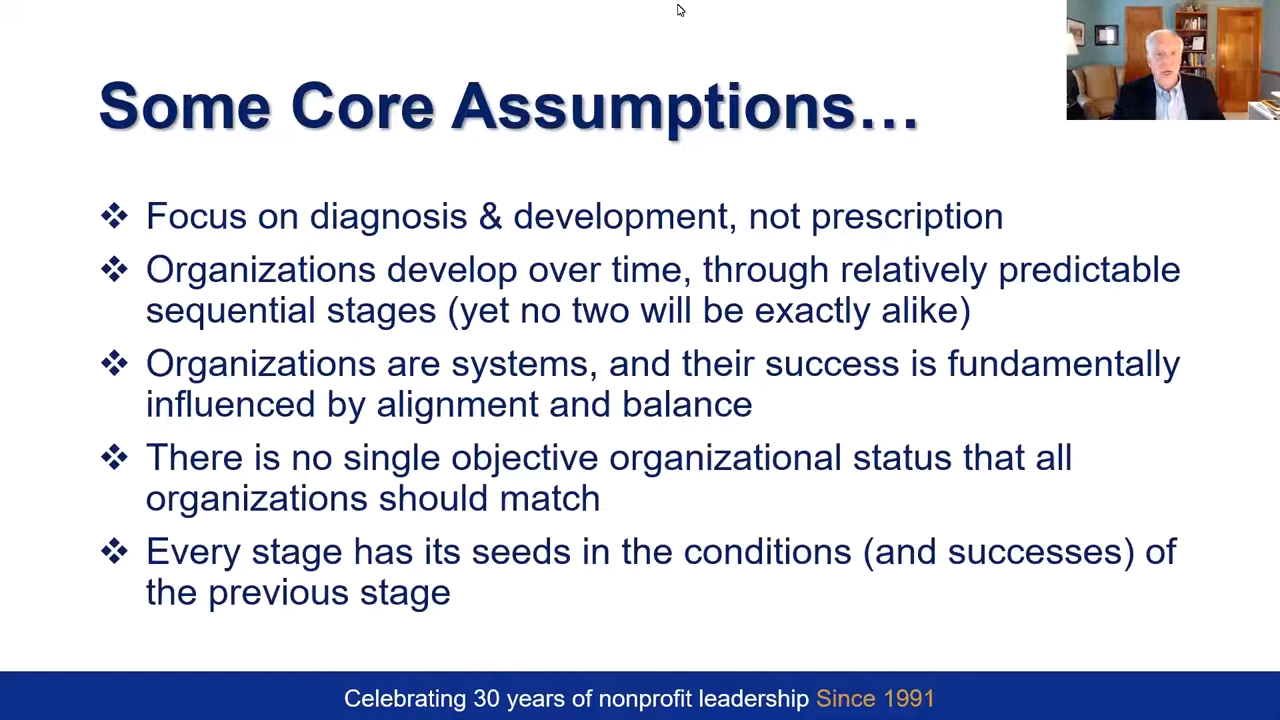 Some Core Assumptions…
❖ Focus on diagnosis & development, not prescription
❖ Organizations develop over time, through relatively predictable
sequential stages (yet no two will be exactly alike)
❖ Organizations are systems, and their success is fundamentally
influenced by alignment and balance
❖ There is no single objective organizational status that all
organizations should match
❖ Every stage has its seeds in the conditions (and successes) of
the previous stage
Celebrating 30 years of nonprofit leadership Since 1991